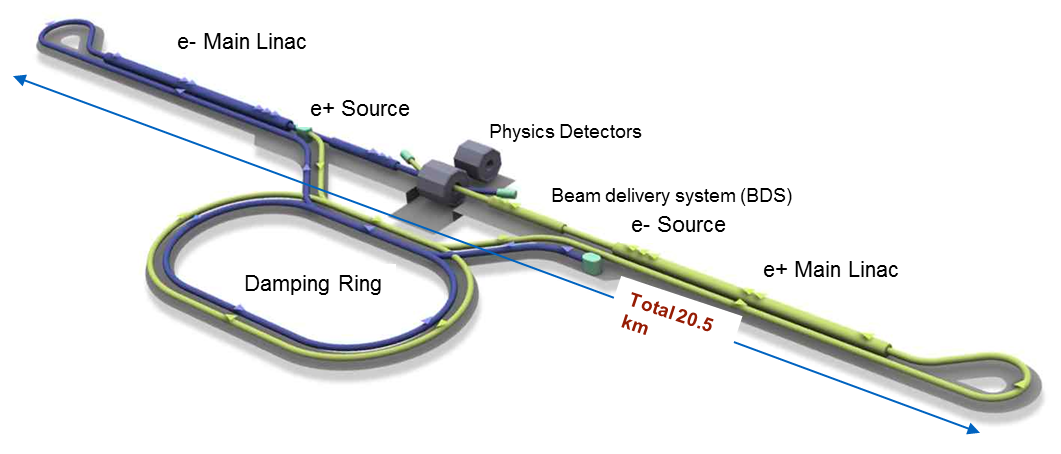 e- Main Linac
e+ Source
Physics Detectors
Beam delivery system (BDS)
e- Source
e+ Main Linac
Damping Ring
Total 20.5
km